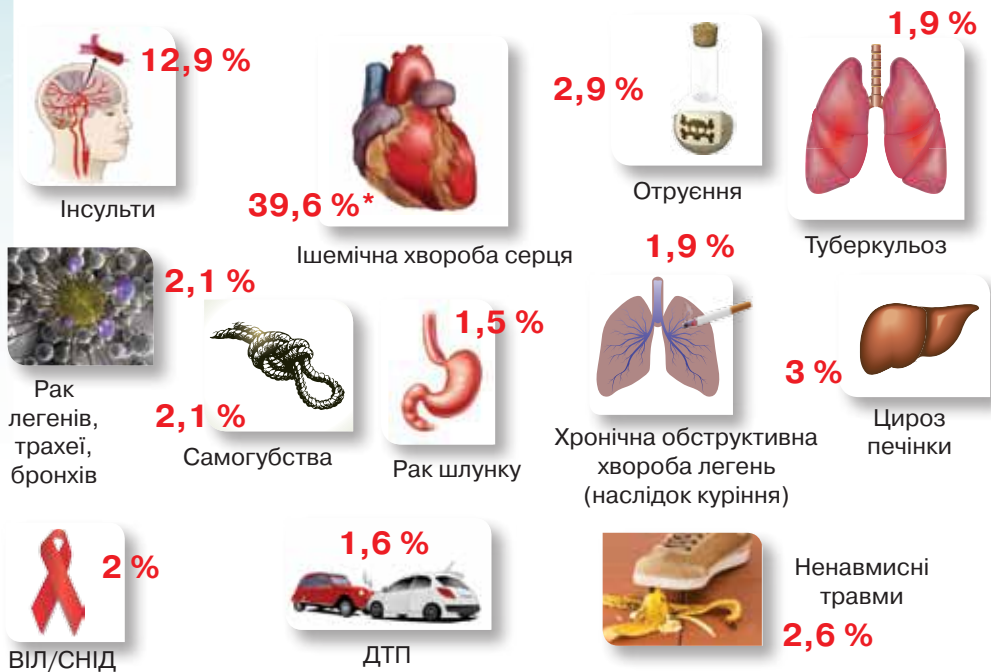 12,9 %
Інсульти
39,6 %*
Ішемічна хвороба серця
2,9 %
Отруєння
1,9 %
Туберкульоз
2,1 %
Рак
легенів,
трахеї,
бронхів
2,1 %
Самогубства
1,5 %
Рак шлунку
1,9 %
Хронічна обструктивна
хвороба легень
(наслідок куріння)
3 %
Цироз
печінки
2 %
ВІЛ/СНІД
1,6 %
ДТП
Ненавмисні
травми
2,6 %